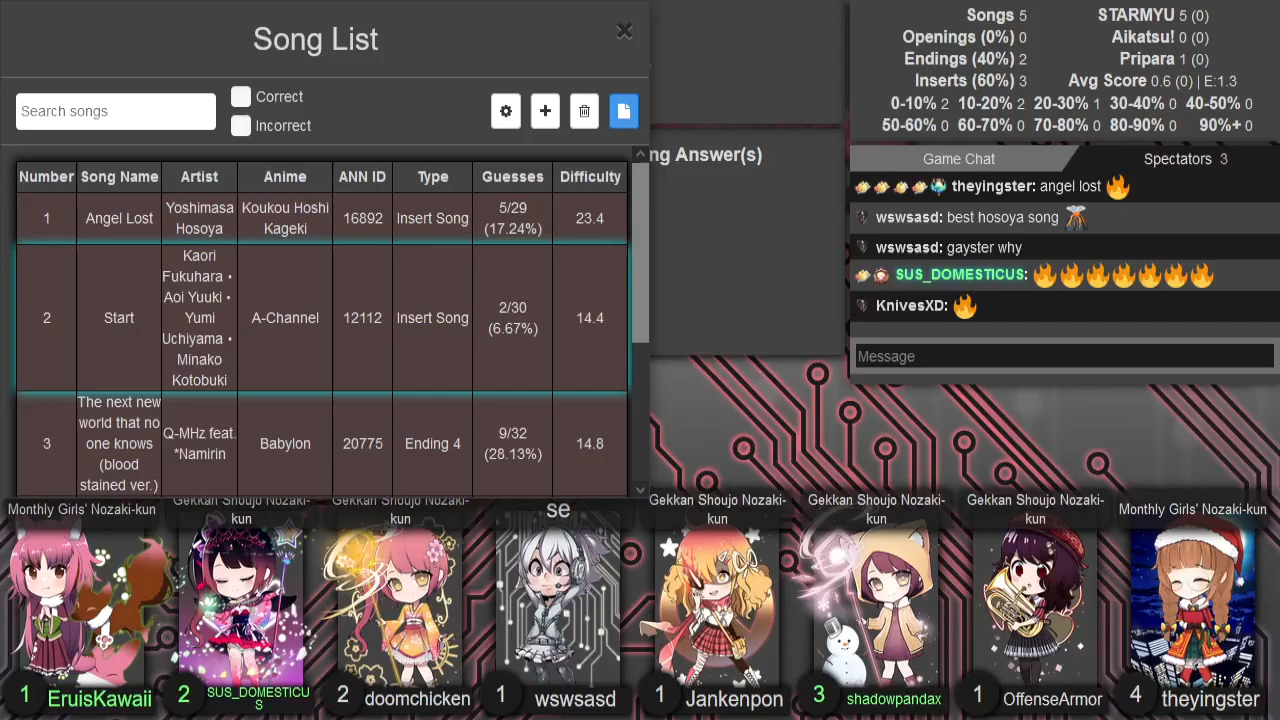 Song List
Search songs
Correct
Incorrect
Number Song Name Artist Anime ANN ID Type Guesses Difficulty
1 Angel Lost Yoshimasa Hosoya Koukou Hoshi Kageki 16892 Insert Song 5/29 (17.24%) 23.4
2 Start Kaori Fukuhara • Aoi Yuuki • Yumi Uchiyama • Minako Kotobuki A-Channel 12112 Insert Song 2/30 (6.67%) 14.4
3 The next new world that no one knows (blood stained ver.) Q-MHz feat. *Namirin Babylon 20775 Ending 4 9/32 (28.13%) 14.8
ng Answer(s)
Songs 5 STARMYU 5 (0)
Openings (0%) 0 Aikatsu! 0 (0)
Endings (40%) 2 Pripara 1 (0)
Inserts (60%) 3 Avg Score 0.6 (0) | E:1.3
0-10% 2 10-20% 2 20-30% 1 30-40% 0 40-50% 0
50-60% 0 60-70% 0 70-80% 0 80-90% 0 90%+ 0
Game Chat Spectators 3
theyingster: angel lost
wswsasd: best hosoya song
wswsasd: gayster why
SUS_DOMESTICUS:
KnivesXD:
Message
Monthly Girls' Nozaki-kun
Gekkan Shoujo Nozaki-kun
Gekkan Shoujo Nozaki-kun
se
Gekkan Shoujo Nozaki-kun
Gekkan Shoujo Nozaki-kun
Gekkan Shoujo Nozaki-kun
Monthly Girls' Nozaki-kun
1 EruisKawaii
2 SUS_DOMESTICUS
2 doomchicken
1 wswsasd
1 Jankenpon
3 shadowpandax
1 OffenseArmor
4 theyingster